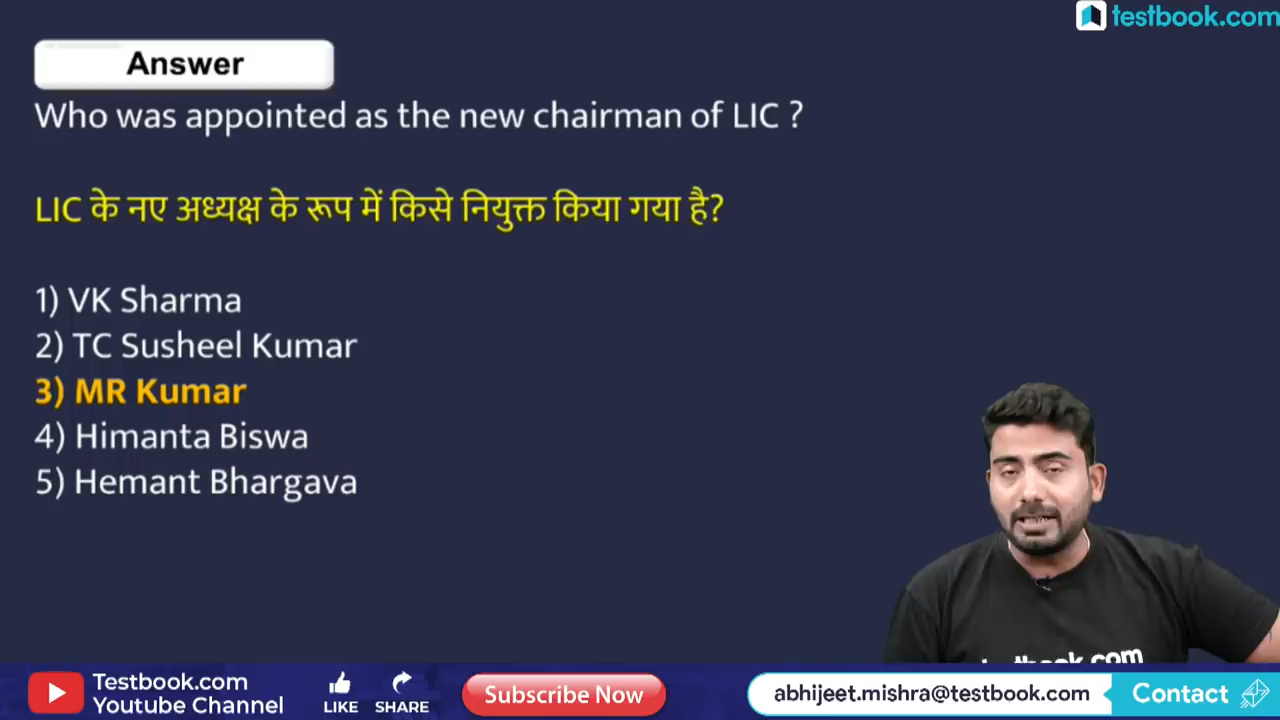 testbook.com
Answer
Who was appointed as the new chairman of LIC ?
LIC के नए अध्यक्ष के रूप में किसे नियुक्त किया गया है?
1) VK Sharma
2) TC Susheel Kumar
3) MR Kumar
4) Himanta Biswa
5) Hemant Bhargava
Testbook.com
Youtube Channel
LIKE
SHARE
Subscribe Now
abhijeet.mishra@testbook.com
Contact